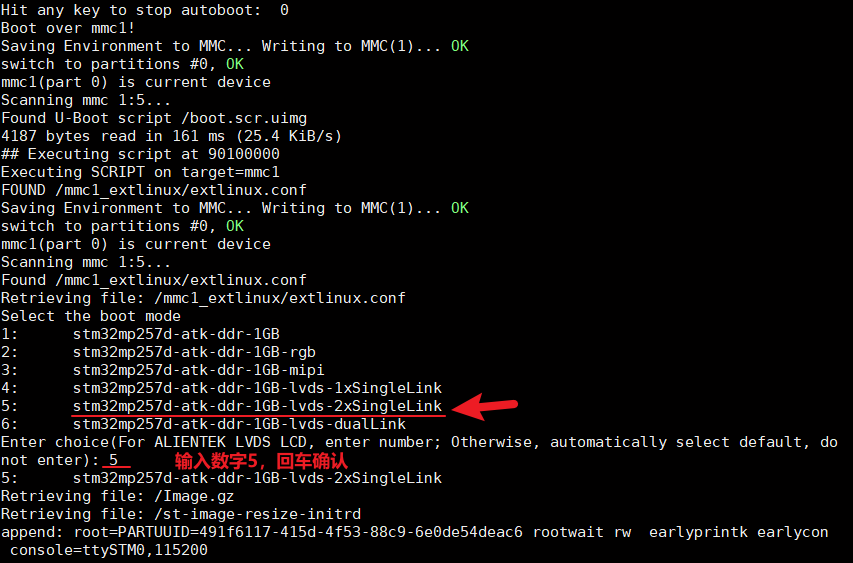 Hit any key to stop autoboot:  0
Boot over mmc1!
Saving Environment to MMC... Writing to MMC(1)... OK
switch to partitions #0, OK
mmc1(part 0) is current device
Scanning mmc 1:5...
Found U-Boot script /boot.scr.uimg
4187 bytes read in 161 ms (25.4 KiB/s)
## Executing script at 90100000
Executing SCRIPT on target=mmc1
FOUND /mmc1_extlinux/extlinux.conf
Saving Environment to MMC... Writing to MMC(1)... OK
switch to partitions #0, OK
mmc1(part 0) is current device
Scanning mmc 1:5...
Found /mmc1_extlinux/extlinux.conf
Retrieving file: /mmc1_extlinux/extlinux.conf
Select the boot mode
1:      stm32mp257d-atk-ddr-1GB
2:      stm32mp257d-atk-ddr-1GB-rgb
3:      stm32mp257d-atk-ddr-1GB-mipi
4:      stm32mp257d-atk-ddr-1GB-lvds-1xSingleLink
5:      stm32mp257d-atk-ddr-1GB-lvds-2xSingleLink
6:      stm32mp257d-atk-ddr-1GB-lvds-dualLink
Enter choice(For ALIENTEK LVDS LCD, enter number; Otherwise, automatically select default, do
not enter): 5 输入数字5，回车确认
5:      stm32mp257d-atk-ddr-1GB-lvds-2xSingleLink
Retrieving file: /Image.gz
Retrieving file: /st-image-resize-initrd
append: root=PARTUUID=491f6117-415d-4f53-88c9-6e0de54deac6 rootwait rw  earlyprintk earlycon
 console=ttySTM0,115200